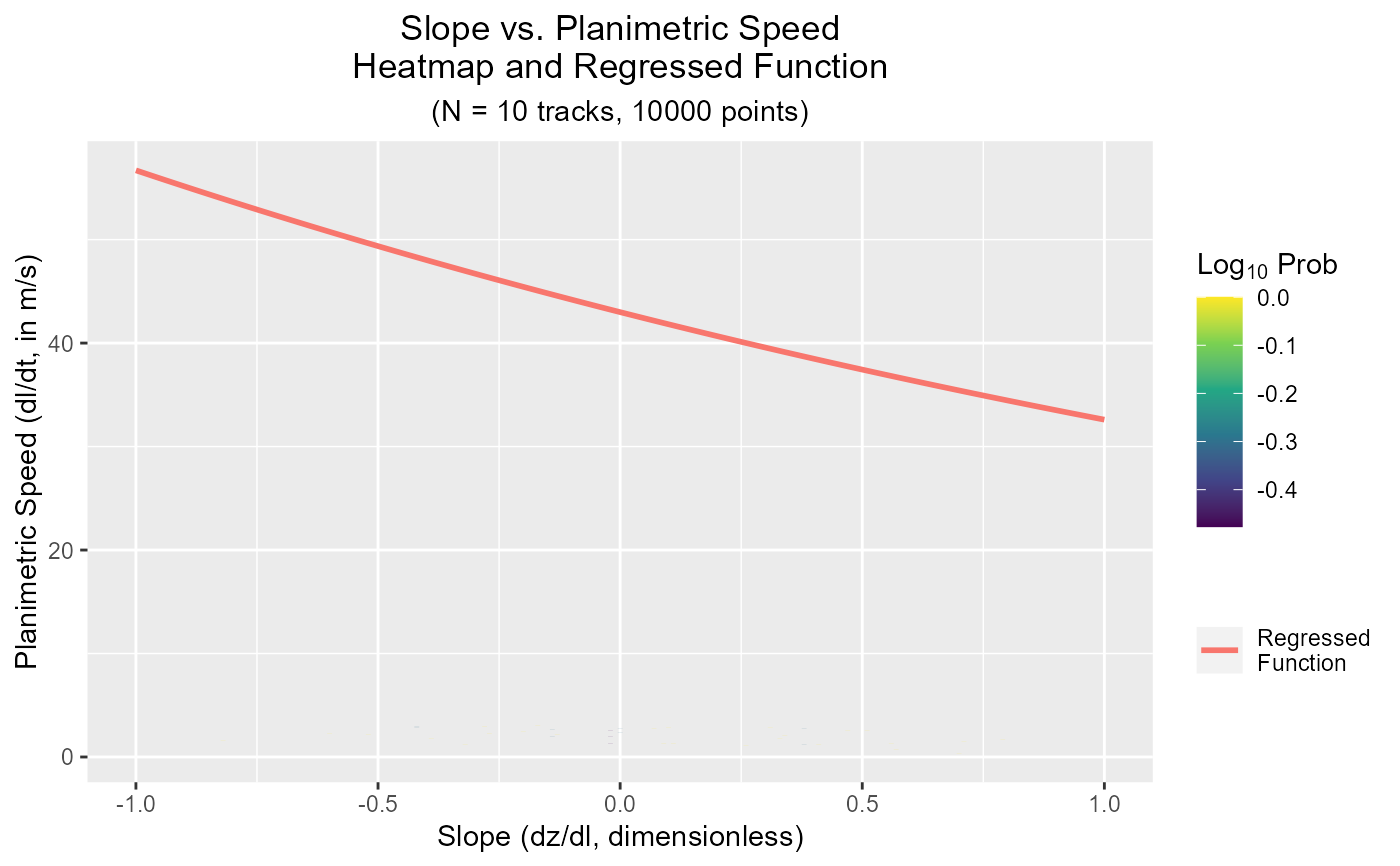 Slope vs. Planimetric Speed
Heatmap and Regressed Function
(N = 10 tracks, 10000 points)
Planimetric Speed (dl/dt, in m/s)
40
20
0
-1.0
-0.5
0.0
0.5
1.0
Slope (dz/dl, dimensionless)
Log₁₀ Prob
0.0
-0.1
-0.2
-0.3
-0.4
Regressed
Function